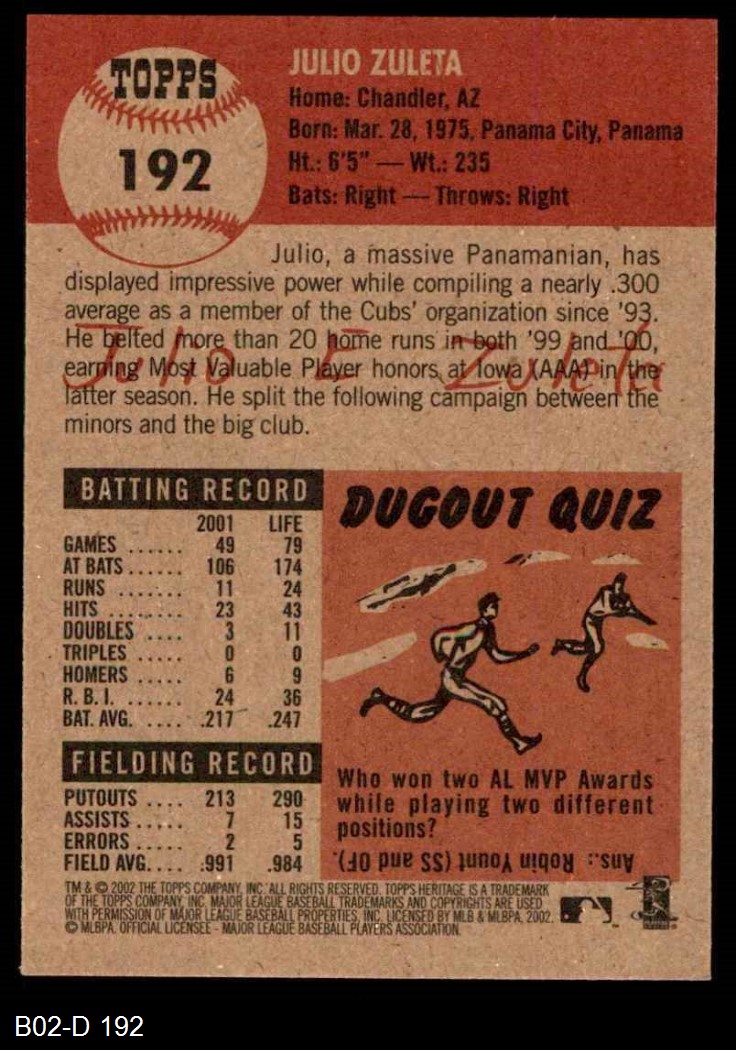 TOPPS
192
JULIO ZULETA
Home: Chandler, AZ
Born: Mar. 28, 1975, Panama City, Panama
Ht.: 6'5" — Wt.: 235
Bats: Right — Throws: Right
Julio, a massive Panamanian, has
displayed impressive power while compiling a nearly .300
average as a member of the Cubs' organization since '93.
He belted more than 20 home runs in both '99 and '00,
earning Most Valuable Player honors at Iowa (AAA) in the
latter season. He split the following campaign between the
minors and the big club.
Julio E Zuleta
BATTING RECORD
2001 LIFE
GAMES ...... 49 79
AT BATS ...... 106 174
RUNS ....... 11 24
HITS ........ 23 43
DOUBLES .... 3 11
TRIPLES ..... 0 0
HOMERS ..... 6 9
R. B. I. ...... 24 36
BAT. AVG. .... .217 .247
FIELDING RECORD
PUTOUTS .... 213 290
ASSISTS ..... 7 15
ERRORS ..... 2 5
FIELD AVG.... .991 .984
DUGOUT QUIZ
Who won two AL MVP Awards
while playing two different
positions?
Ans.: Robin Yount (SS and OF).
TM & © 2002 THE TOPPS COMPANY, INC. ALL RIGHTS RESERVED. TOPPS HERITAGE IS A TRADEMARK
OF THE TOPPS COMPANY, INC. MAJOR LEAGUE BASEBALL TRADEMARKS AND COPYRIGHTS ARE USED
WITH PERMISSION OF MAJOR LEAGUE BASEBALL PROPERTIES, INC. LICENSED BY MLB & MLBPA, 2002.
© MLBPA. OFFICIAL LICENSEE - MAJOR LEAGUE BASEBALL PLAYERS ASSOCIATION.
B02-D 192